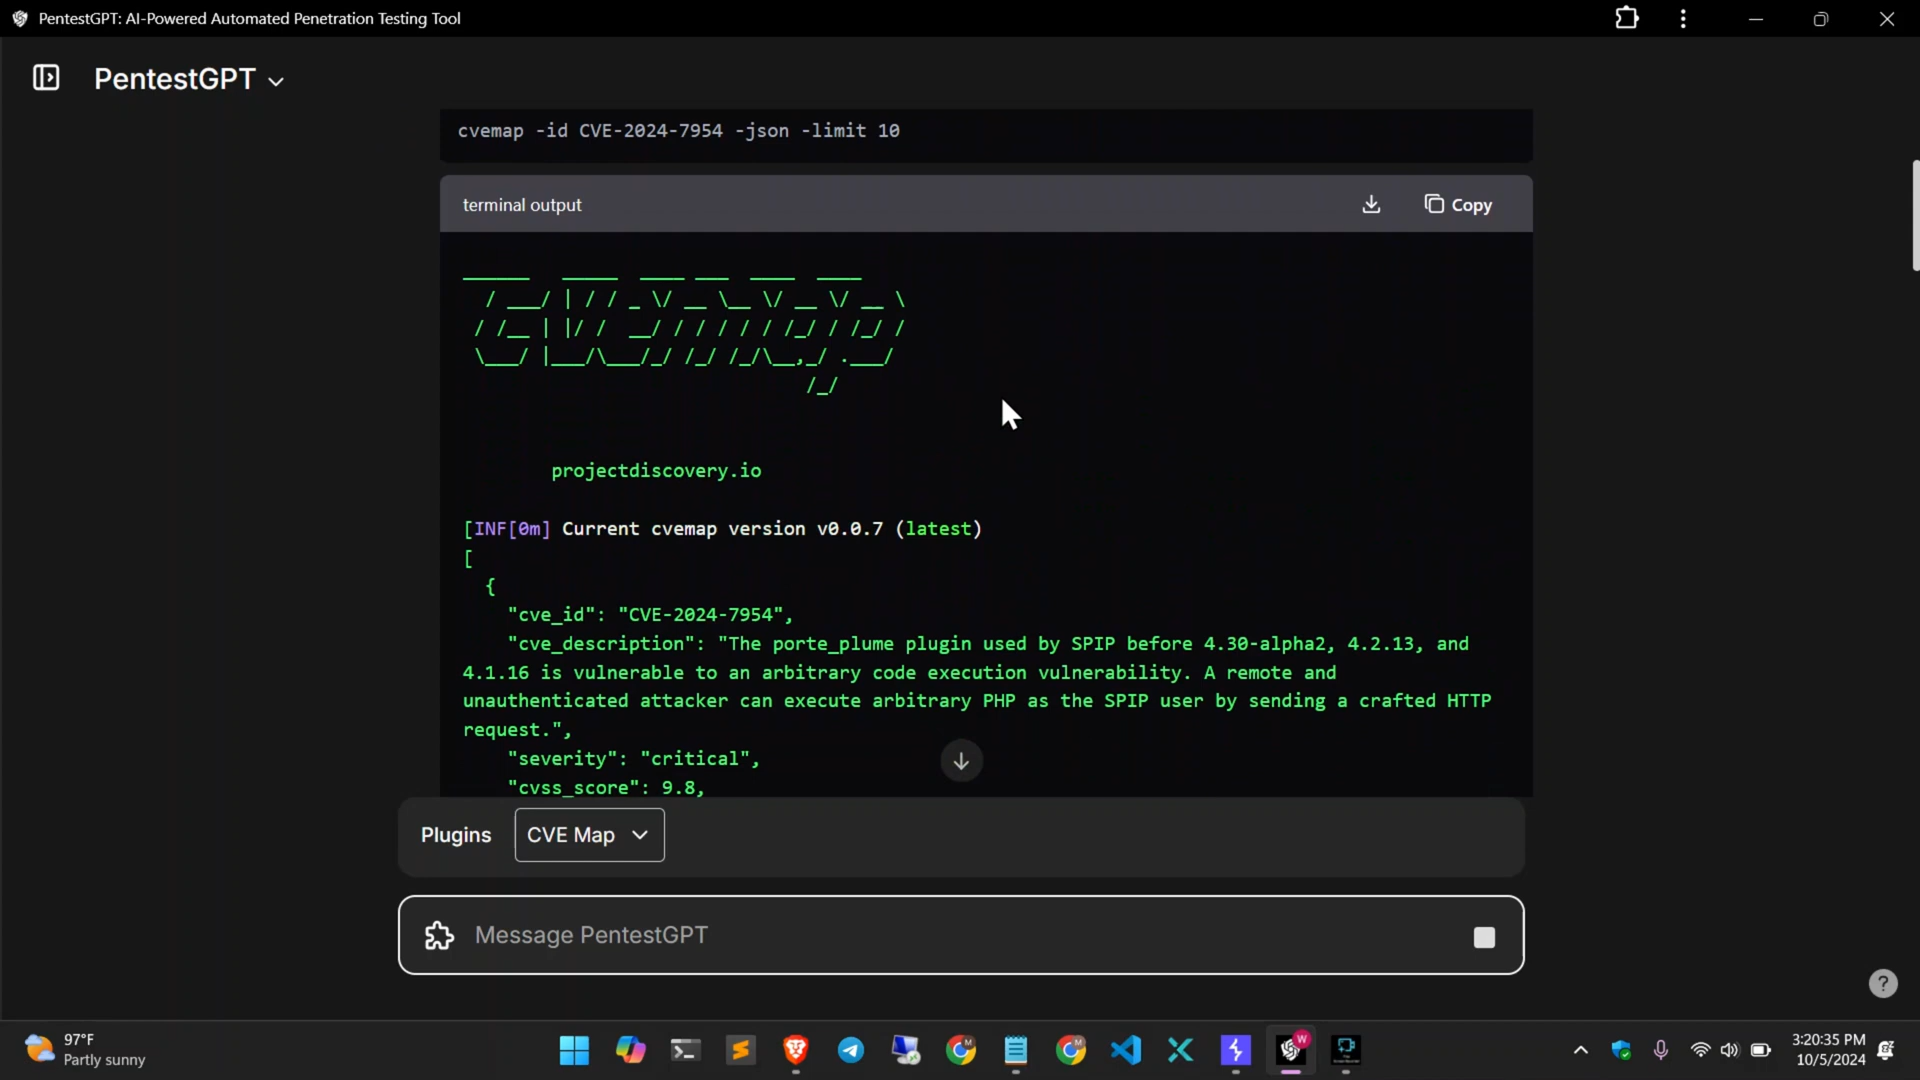 PentestGPT: AI-Powered Automated Penetration Testing Tool
PentestGPT
cvemap -id CVE-2024-7954 -json -limit 10
terminal output
Copy
cvemap
projectdiscovery.io
[INF[0m] Current cvemap version v0.0.7 (latest)
[
{
"cve_id": "CVE-2024-7954",
"cve_description": "The porte_plume plugin used by SPIP before 4.30-alpha2, 4.2.13, and
4.1.16 is vulnerable to an arbitrary code execution vulnerability. A remote and
unauthenticated attacker can execute arbitrary PHP as the SPIP user by sending a crafted HTTP
request.",
"severity": "critical",
"cvss_score": 9.8,
Plugins
CVE Map
Message PentestGPT
?
97°F
Partly sunny
W
3:20:35 PM
10/5/2024